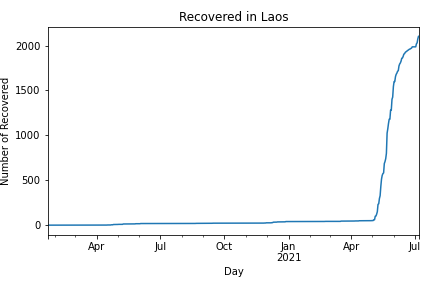 Recovered in Laos
Number of Recovered
2000
1500
1000
500
0
Apr Jul Oct Jan Apr Jul
2021
Day